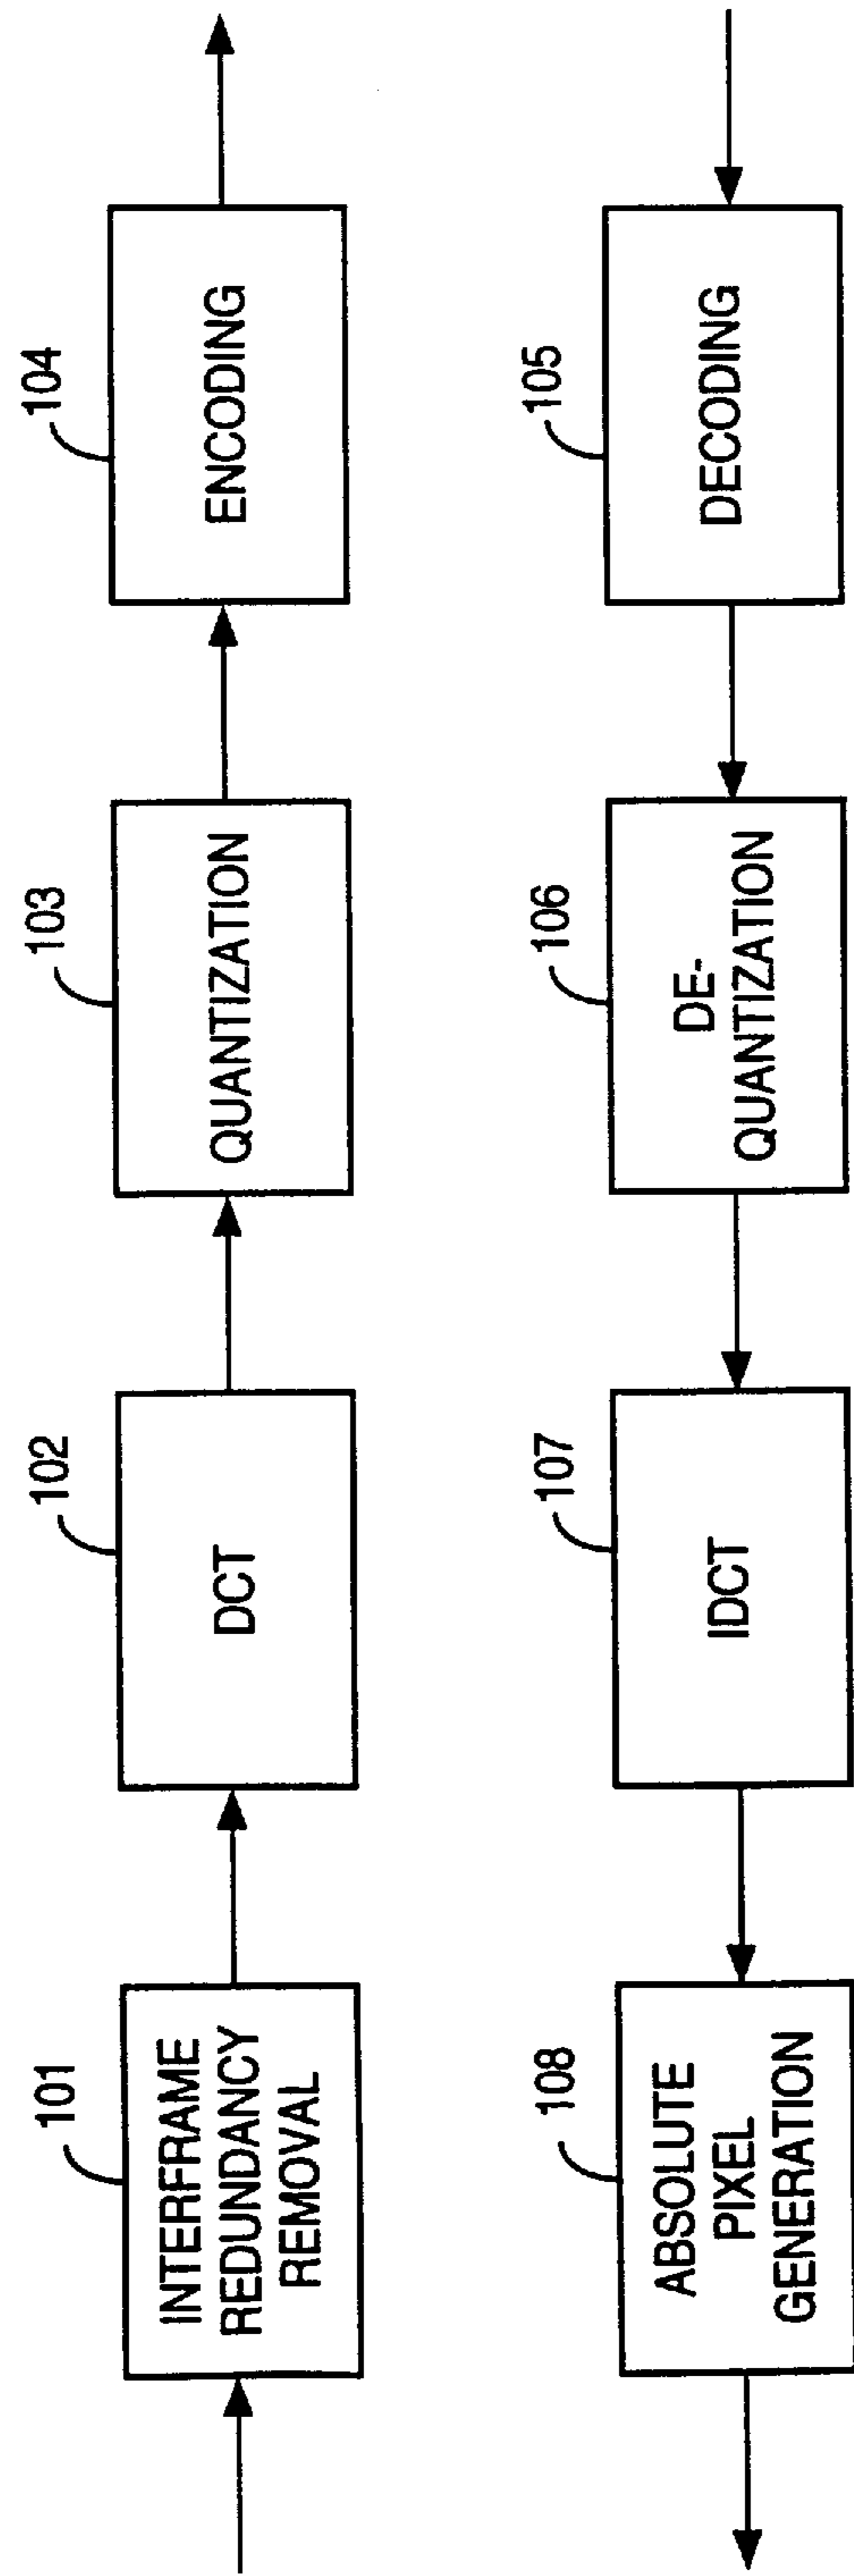 101
INTERFRAME
REDUNDANCY
REMOVAL
102
DCT
103
QUANTIZATION
104
ENCODING
108
ABSOLUTE
PIXEL
GENERATION
107
IDCT
106
DE-
QUANTIZATION
105
DECODING